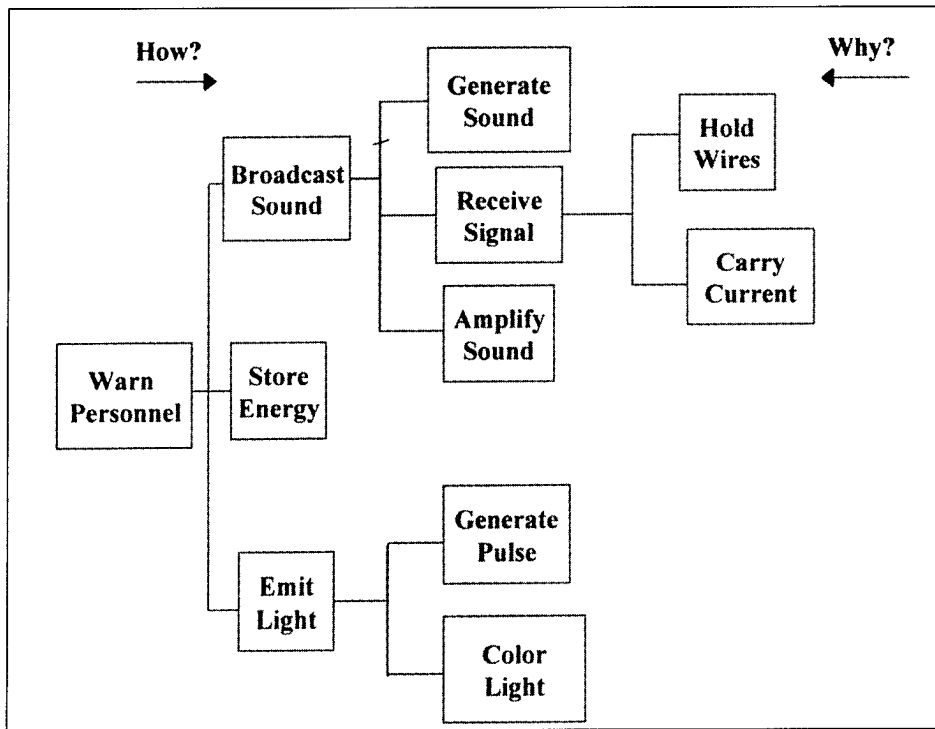 How?
Why?
Generate
Sound
Hold
Wires
Broadcast
Sound
Receive
Signal
Carry
Current
Amplify
Sound
Warn
Personnel
Store
Energy
Generate
Pulse
Emit
Light
Color
Light